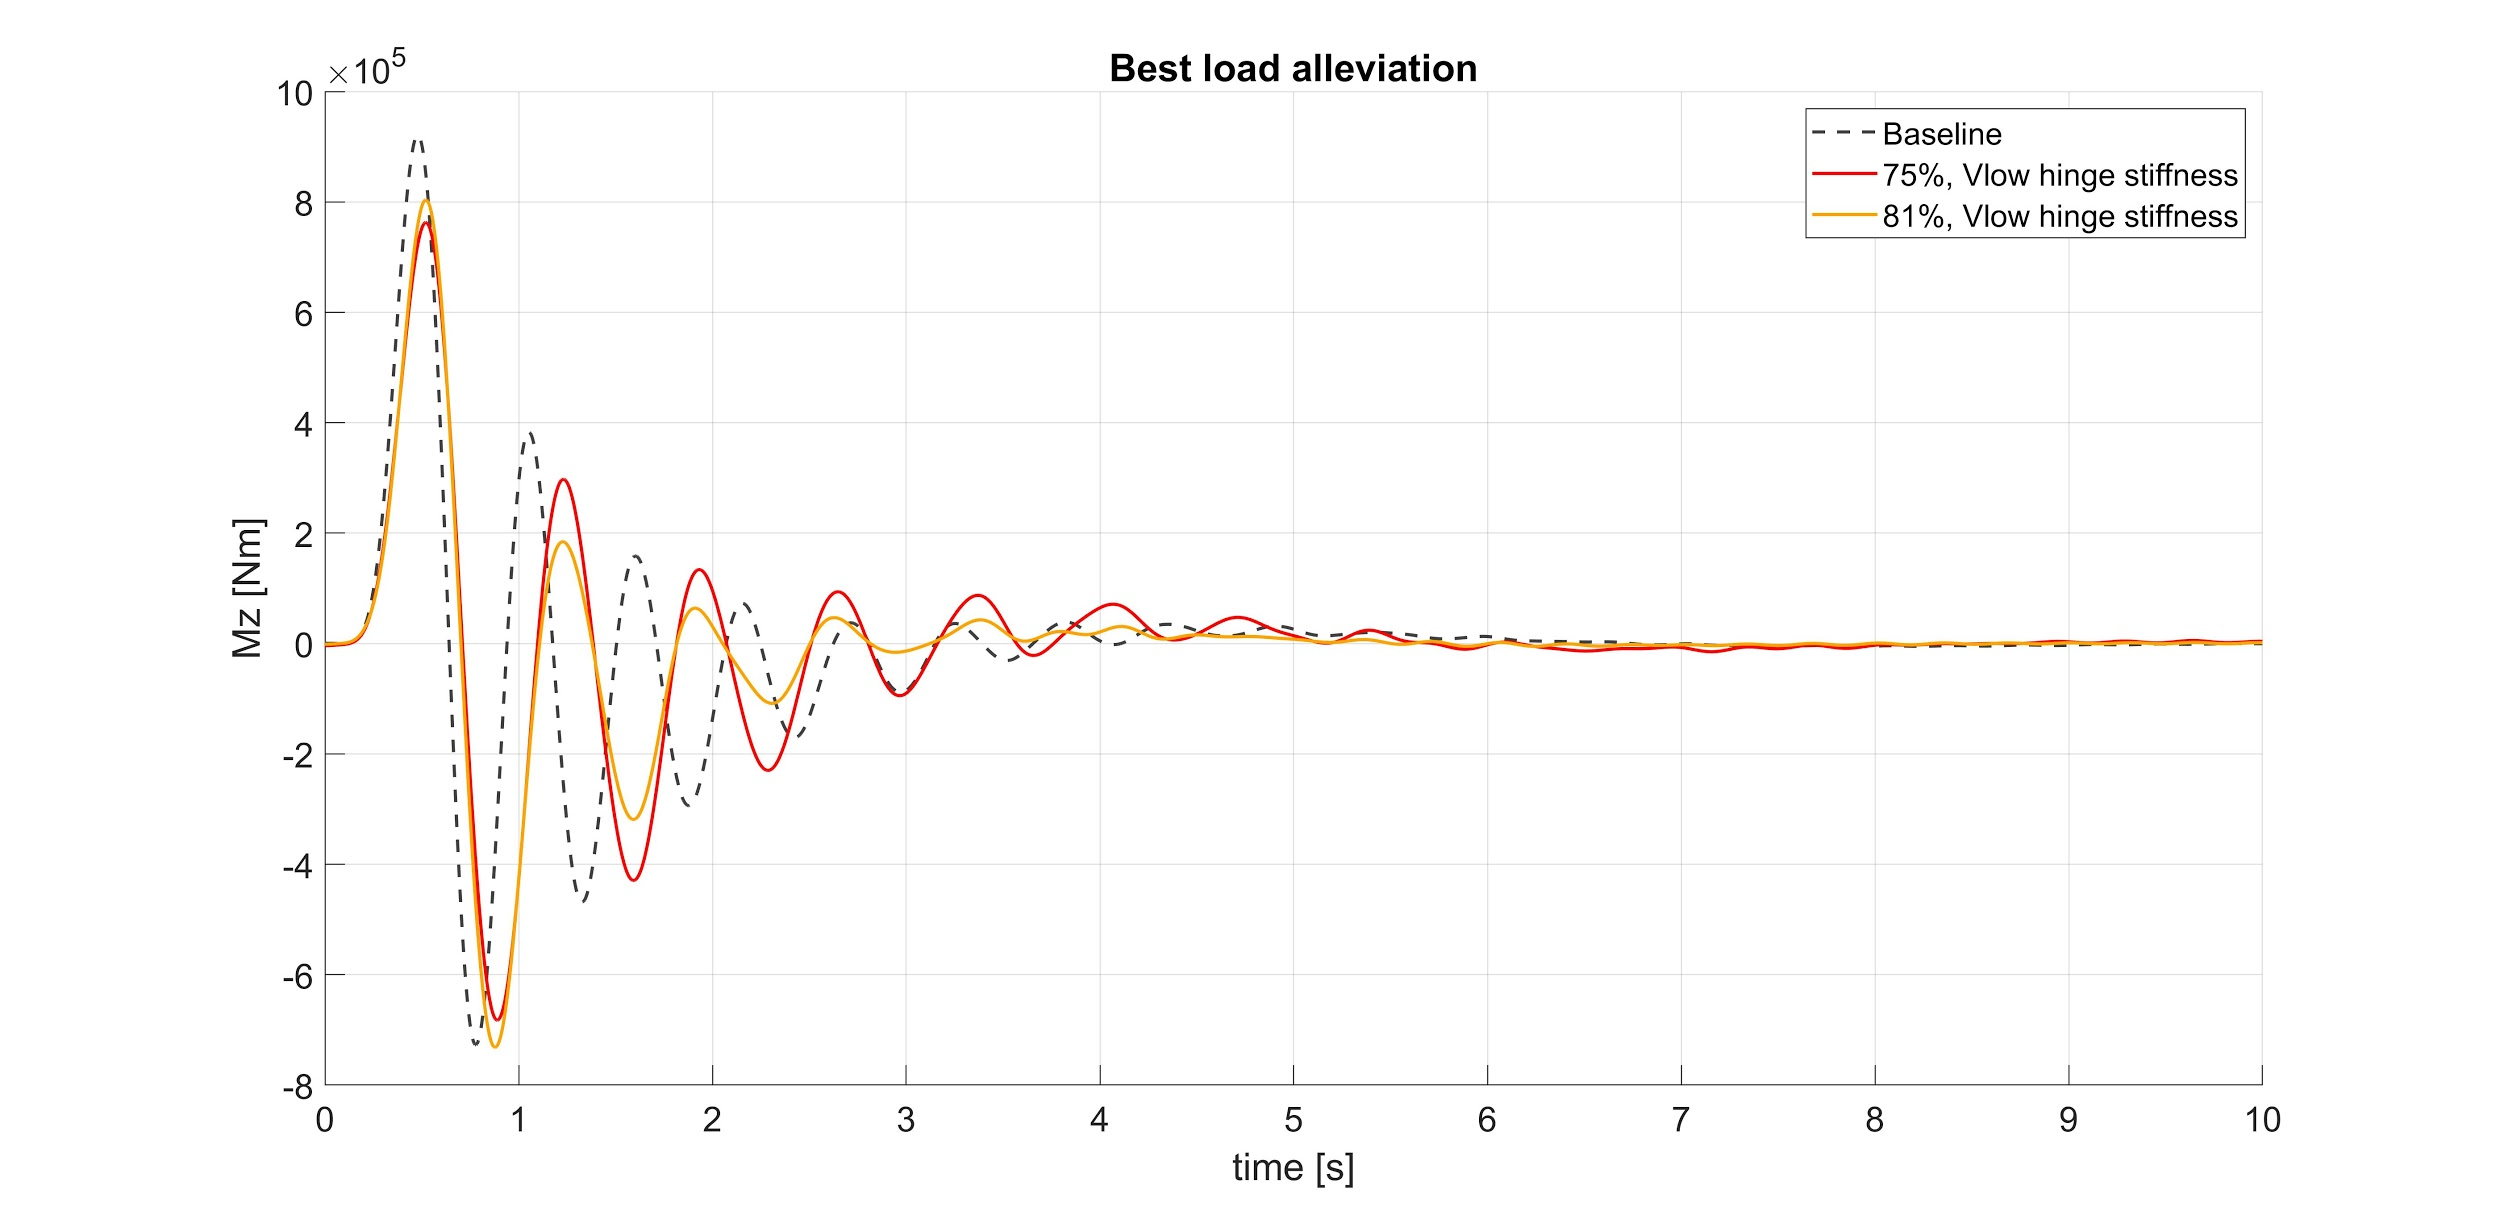 Best load alleviation
×10^5
Baseline
75%, Vlow hinge stiffness
81%, Vlow hinge stiffness
10
8
6
4
2
0
-2
-4
-6
-8
Mz [Nm]
0 1 2 3 4 5 6 7 8 9 10
time [s]